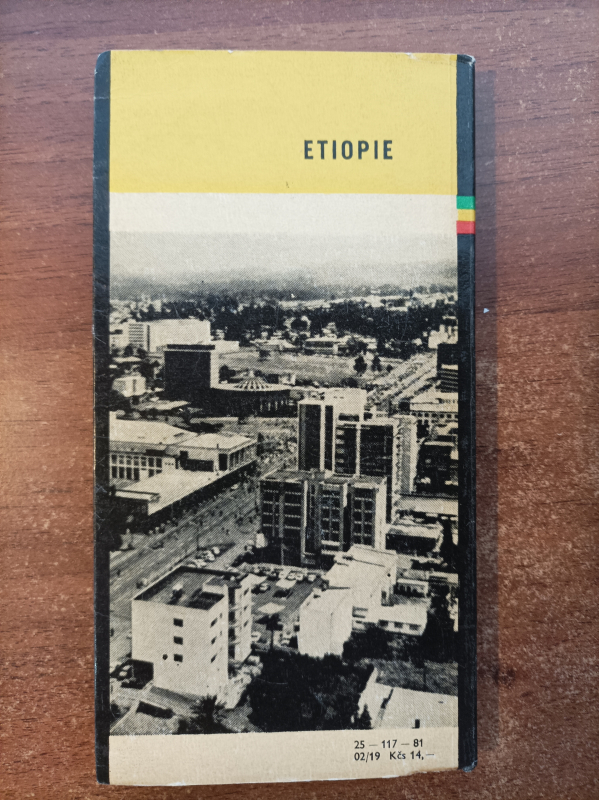 ETIOPIE
25 — 117 — 81
02/19 Kčs 14,—